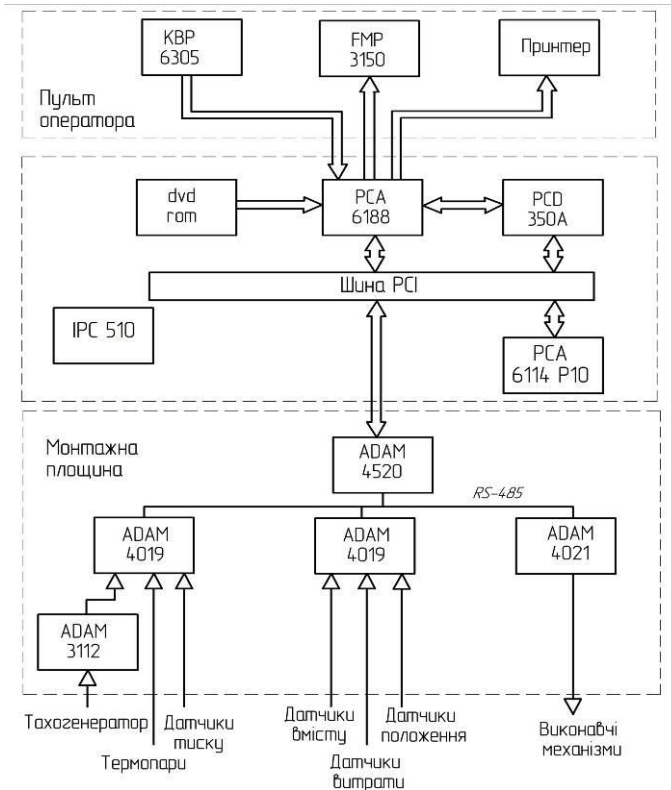 КВР
6305
FMP
3150
Принтер
Пульт
оператора
dvd
rom
PCA
6188
PCD
350А
Шина PCI
IPC 510
PCA
6114 P10
Монтажна
площина
ADAM
4520
RS-485
ADAM
4019
ADAM
4019
ADAM
4021
ADAM
3112
Тахогенератор
Термопари
Датчики
тиску
Датчики
вмісту
Датчики
витрати
Датчики
положення
Виконавчі
механізми